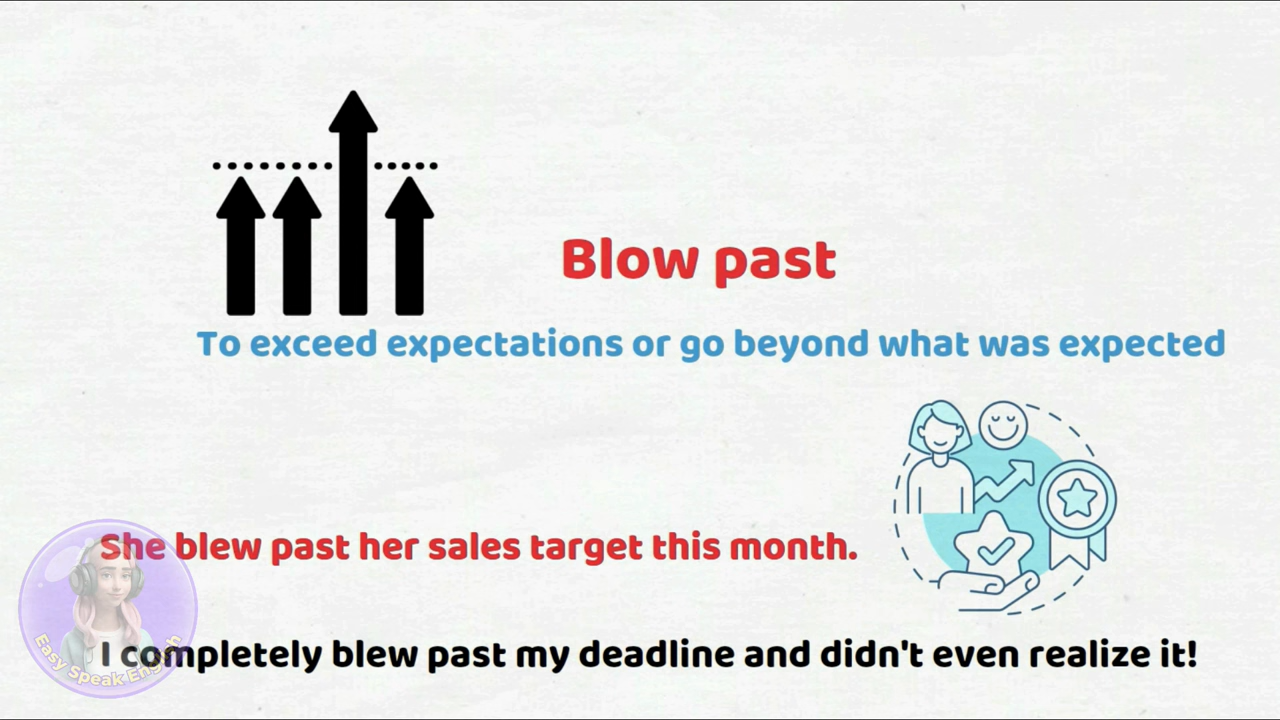 Blow past
To exceed expectations or go beyond what was expected
She blew past her sales target this month.
I completely blew past my deadline and didn't even realize it!
Easy Speak English